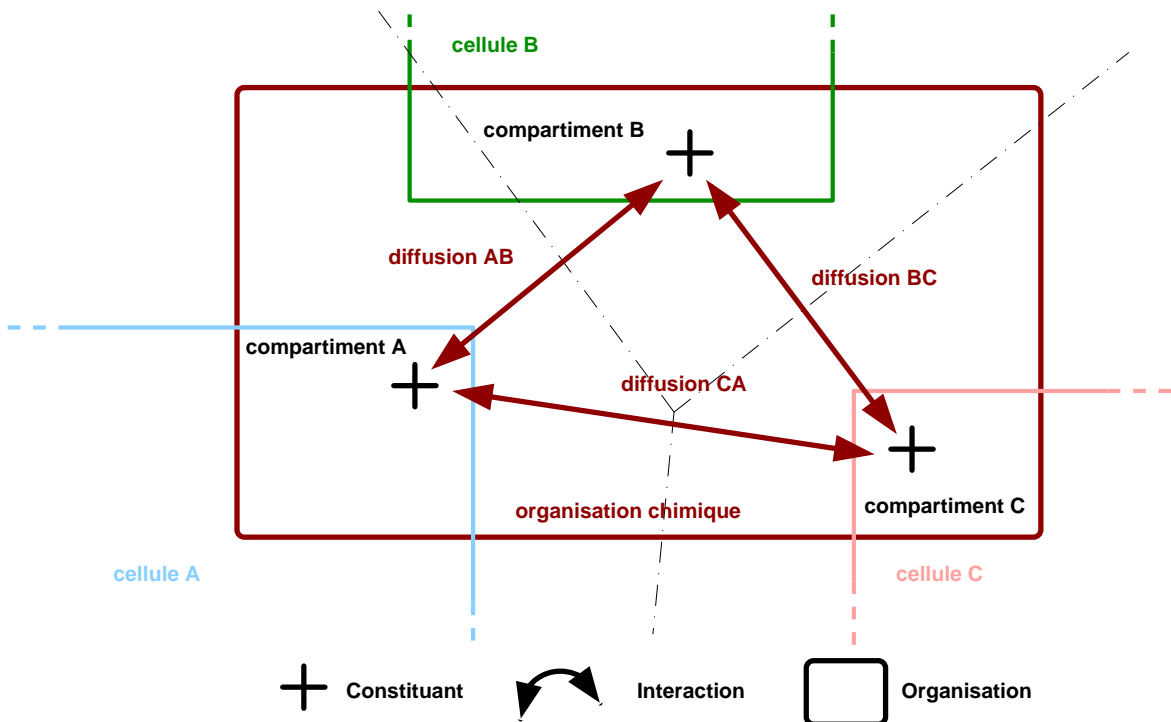 cellule B
compartiment B
diffusion AB
diffusion BC
compartiment A
diffusion CA
compartiment C
organisation chimique
cellule A
cellule C
Constituant
Interaction
Organisation